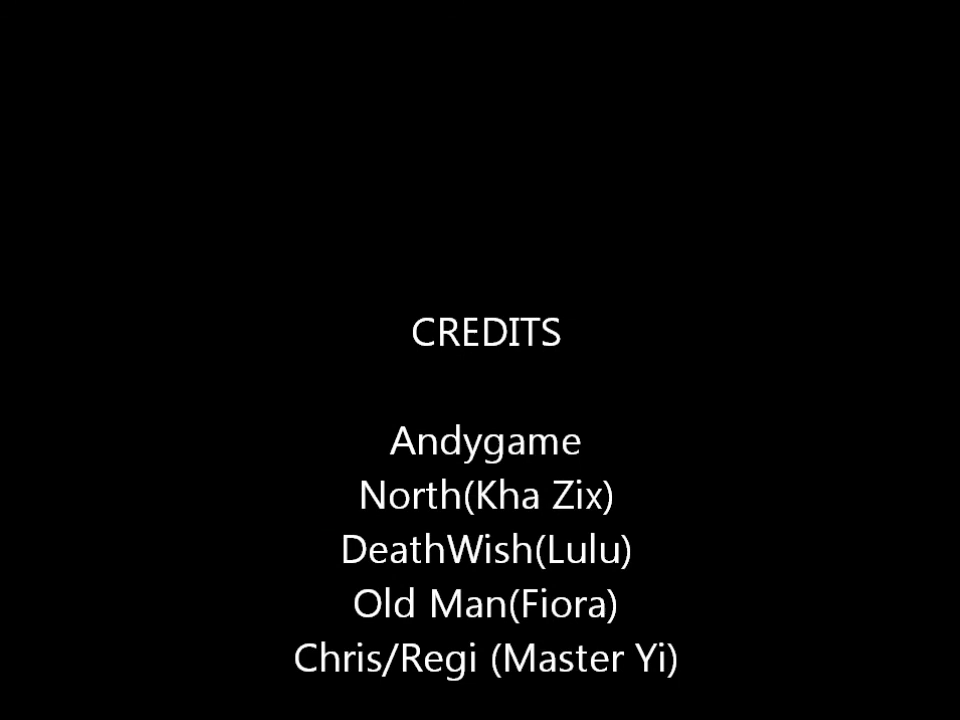 CREDITS
Andygame
North(Kha Zix)
DeathWish(Lulu)
Old Man(Fiora)
Chris/Regi (Master Yi)